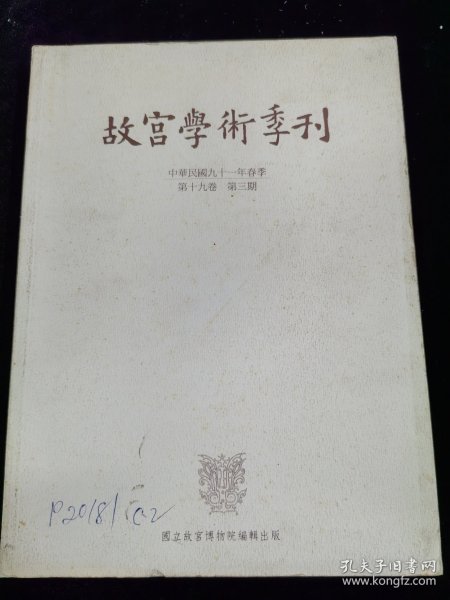 故宮學術季刊
中華民國九十一年春季
第十九卷 第三期
國立故宮博物院編輯出版
孔夫子旧书网
www.kongfz.com